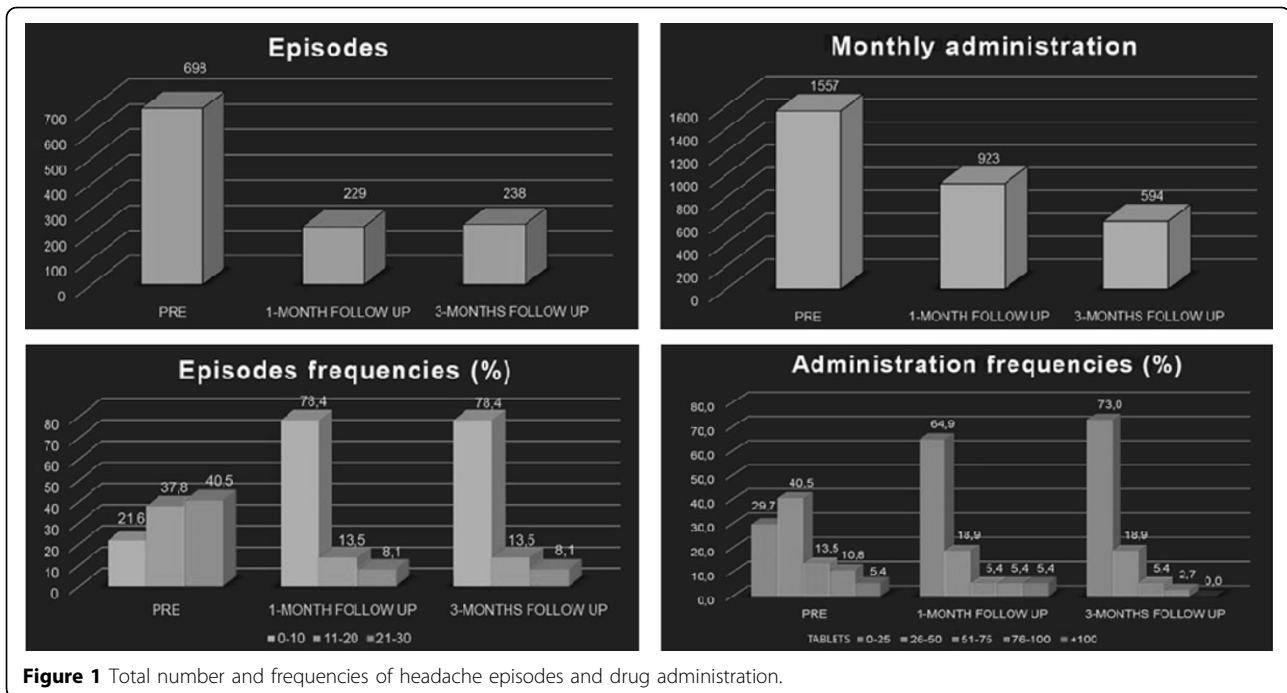 Episodes
698
700
600
500
400
300
200
100
0
229
238
PRE 1-MONTH FOLLOW UP 3-MONTHS FOLLOW UP
Monthly administration
1557
1600
1400
1200
1000
800
600
400
200
0
923
594
PRE 1-MONTH FOLLOW UP 3-MONTHS FOLLOW UP
Episodes frequencies (%)
80
70
60
50
40
30
20
10
0
21,6 37,8 40,5
78,4 13,5 8,1
78,4 13,5 8,1
PRE 1-MONTH FOLLOW UP 3-MONTHS FOLLOW UP
0-10 11-20 21-30
Administration frequencies (%)
80,0
70,0
60,0
50,0
40,0
30,0
20,0
10,0
0,0
29,7 40,5 13,5 10,8 5,4
64,9 18,9 5,4 5,4 5,4
73,0 18,9 5,4 2,7 0,0
PRE 1-MONTH FOLLOW UP 3-MONTHS FOLLOW UP
TABLETS 0-25 26-50 51-75 76-100 +100
Figure 1 Total number and frequencies of headache episodes and drug administration.